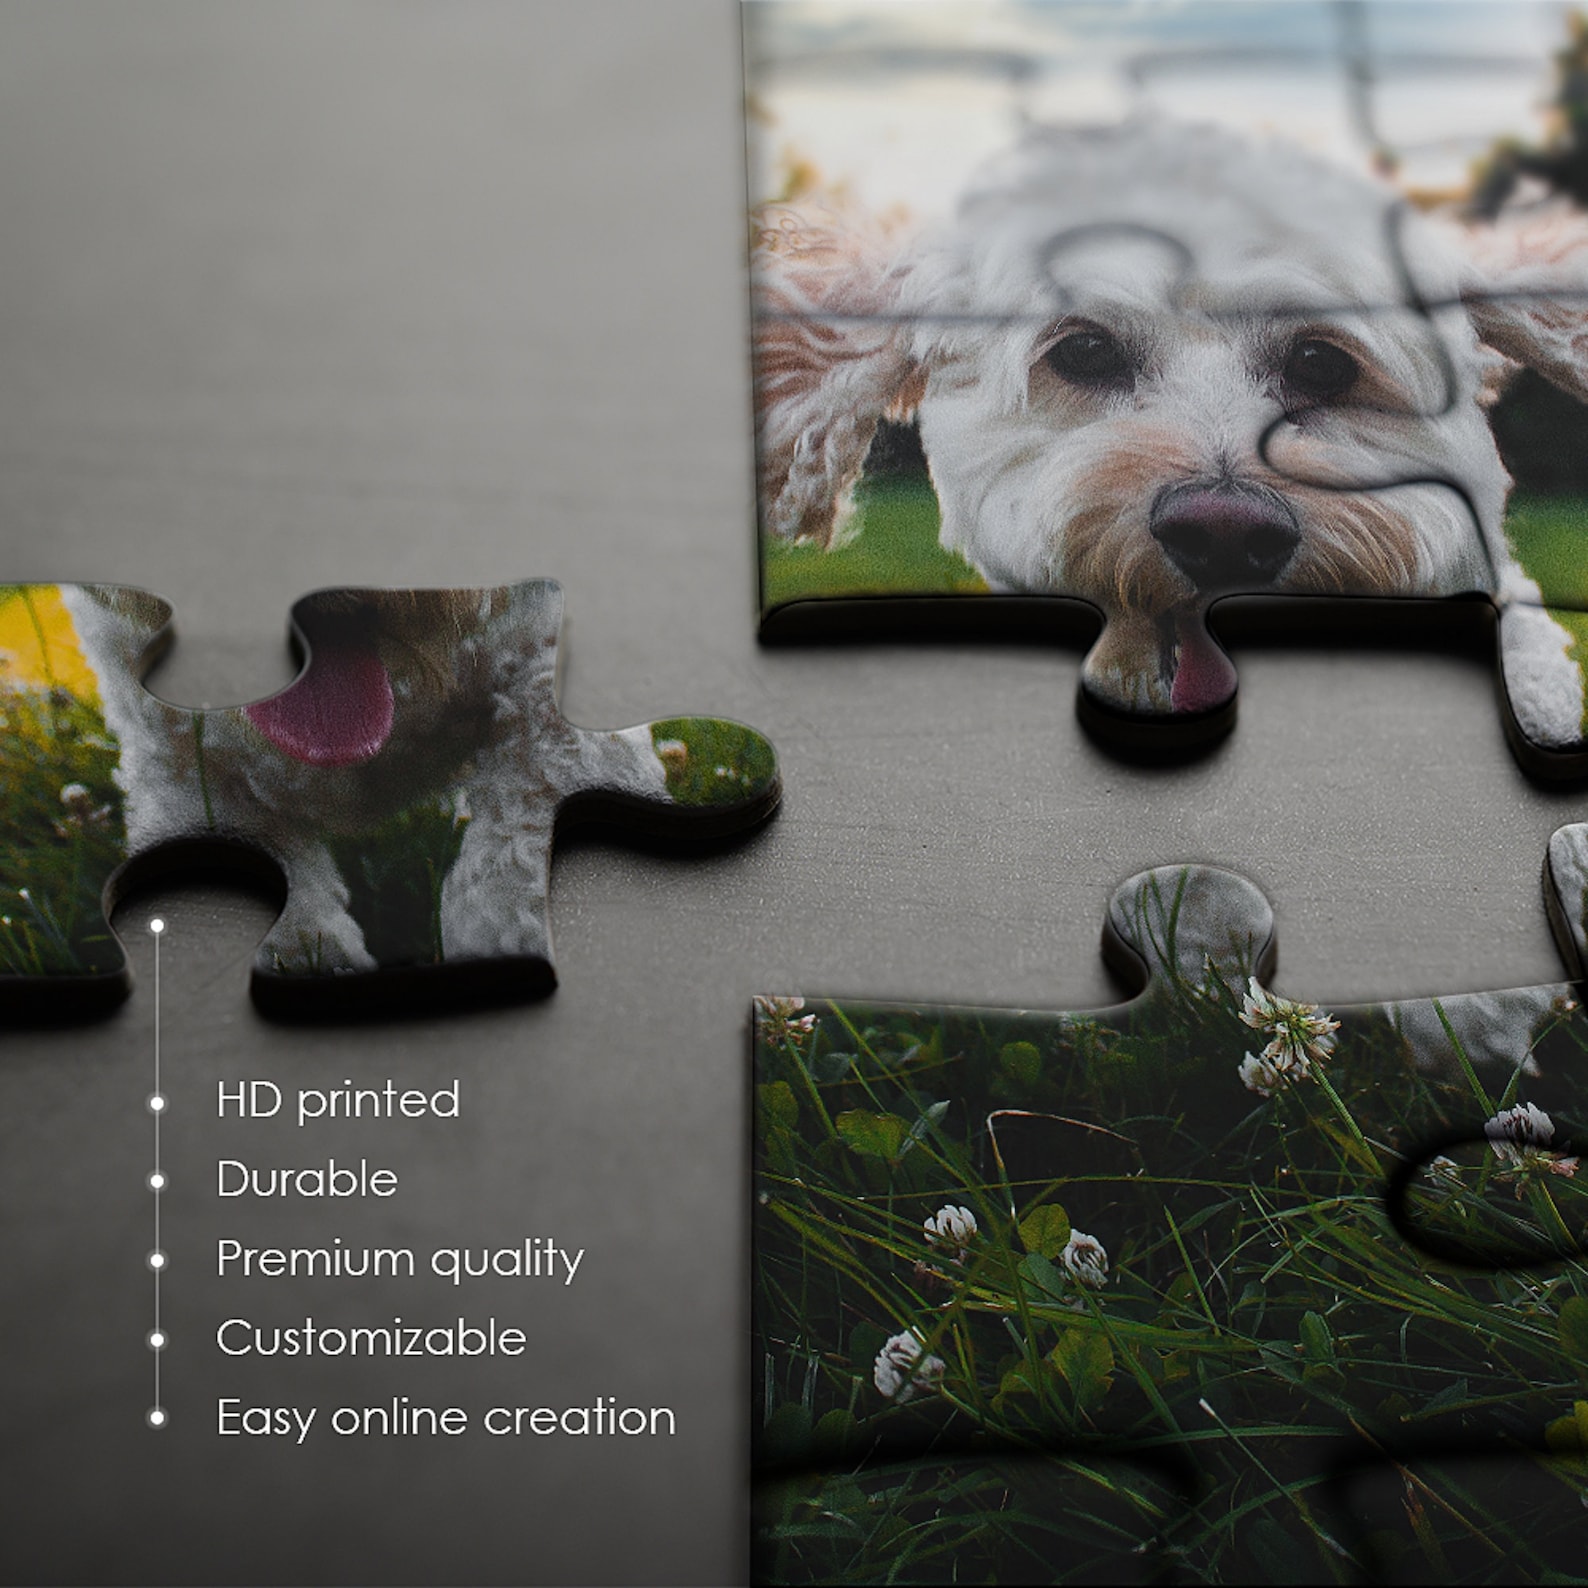 HD printed
Durable
Premium quality
Customizable
Easy online creation